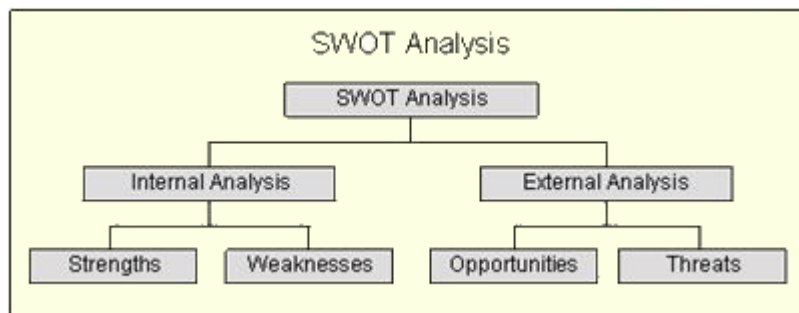 SWOT Analysis
SWOT Analysis
Internal Analysis
External Analysis
Strengths
Weaknesses
Opportunities
Threats